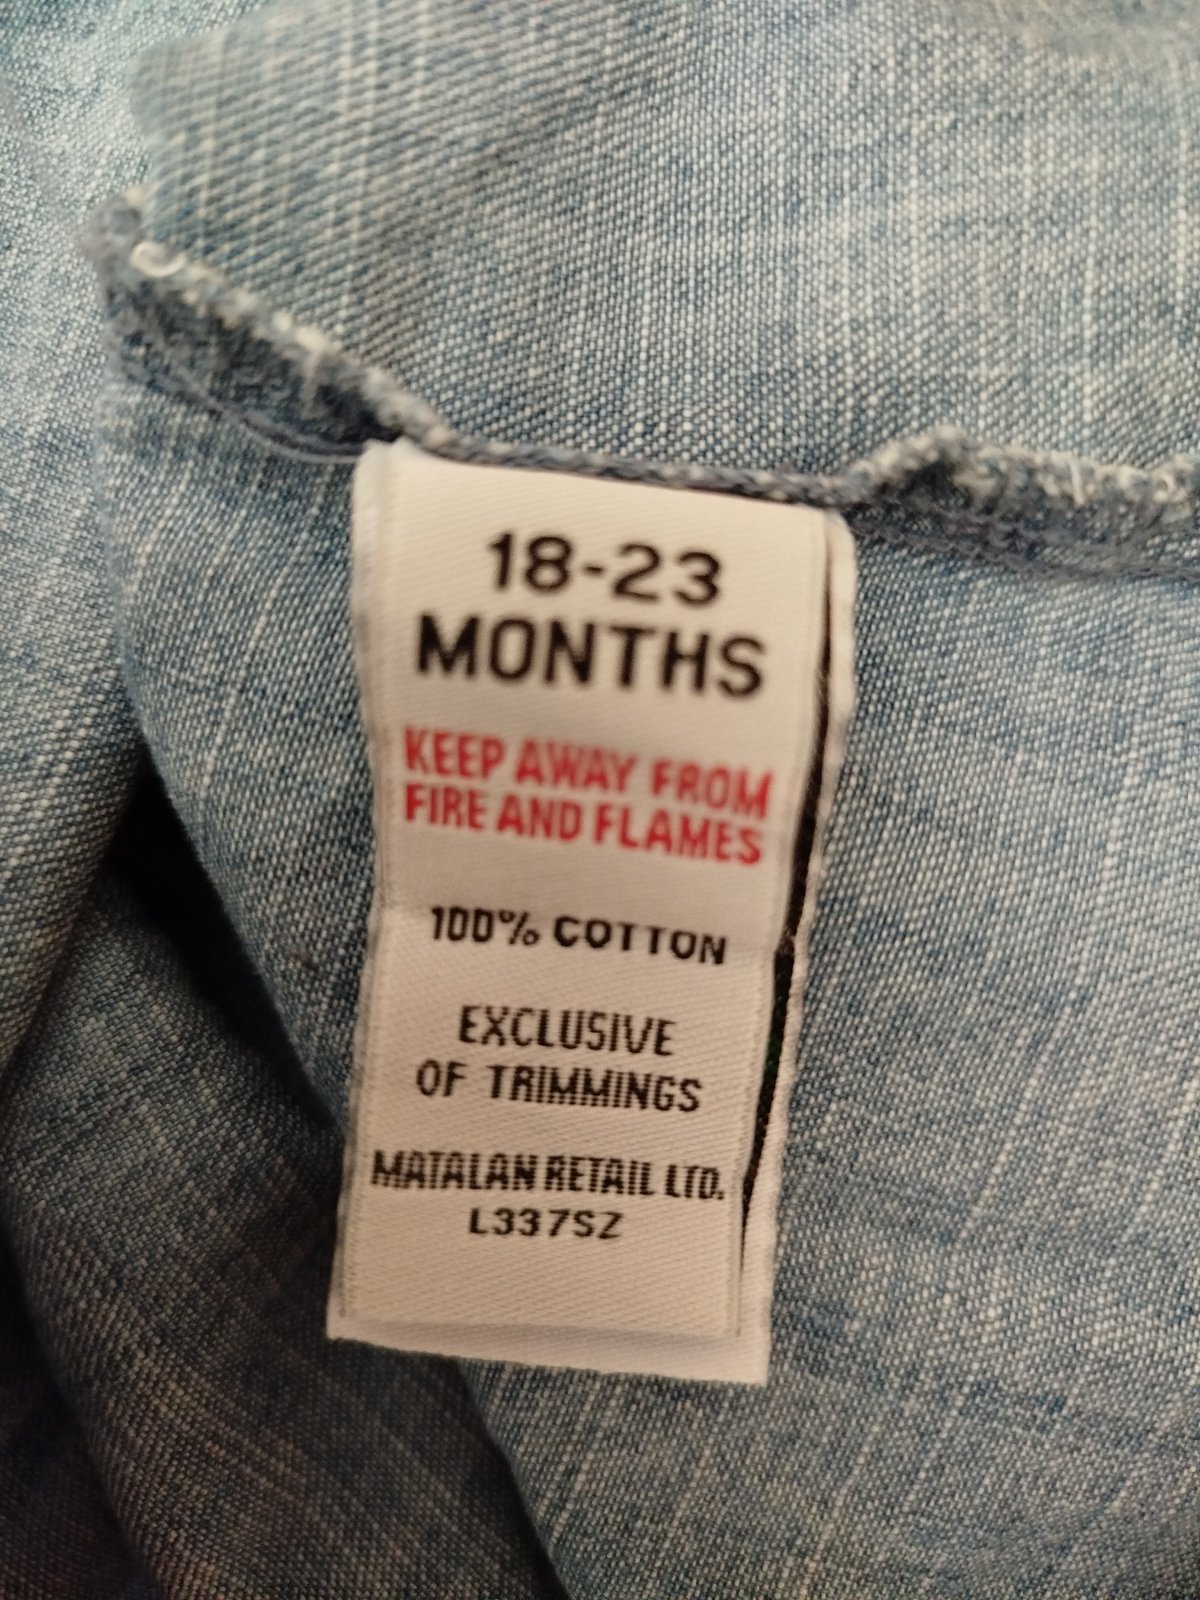 18-23
MONTHS
KEEP AWAY FROM
FIRE AND FLAMES
100% COTTON
EXCLUSIVE
OF TRIMMINGS
MATALAN RETAIL LTD.
L337SZ